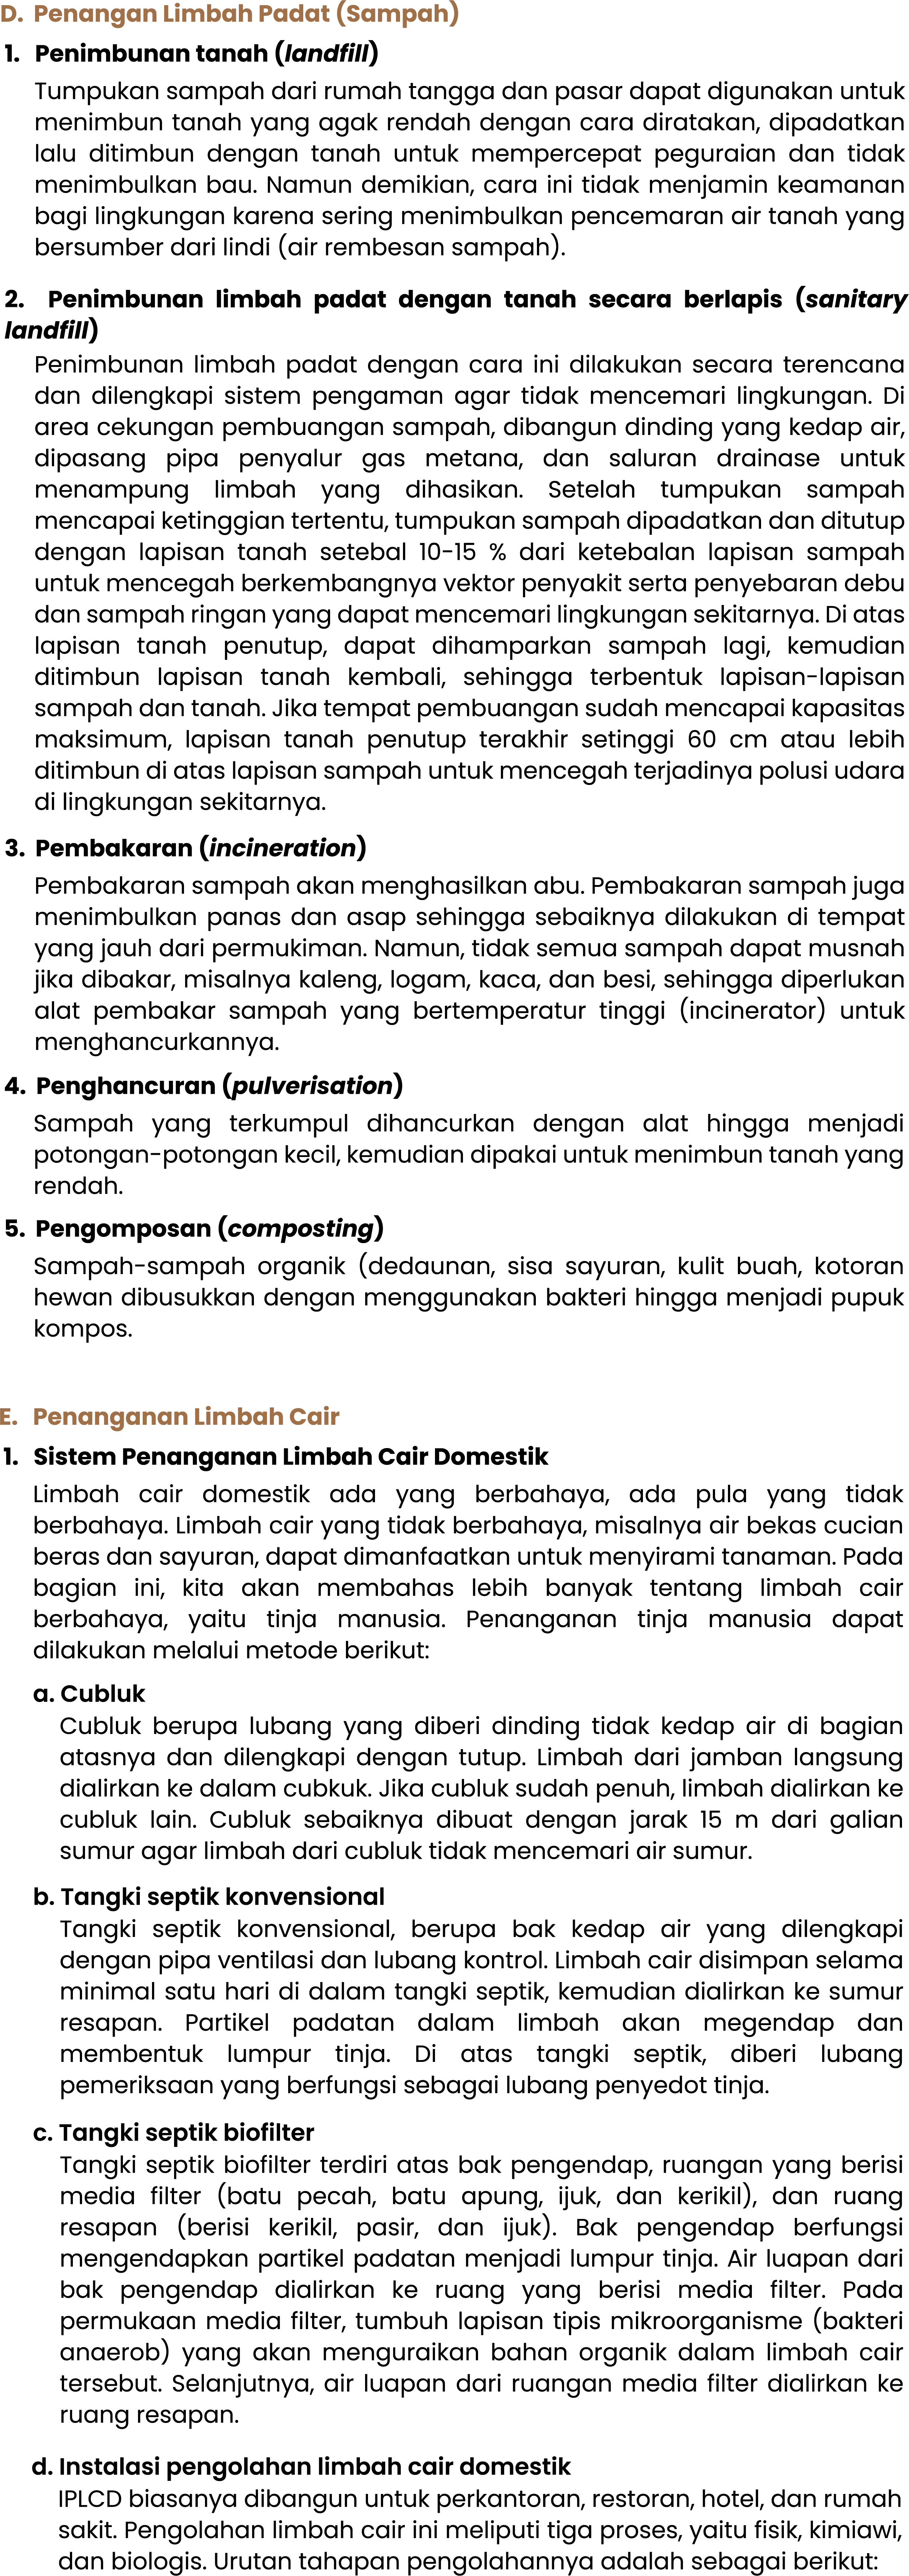 D. Penangan Limbah Padat (Sampah)
1. Penimbunan tanah (landfill)
Tumpukan sampah dari rumah tangga dan pasar dapat digunakan untuk
menimbun tanah yang agak rendah dengan cara diratakan, dipadatkan
lalu ditimbun dengan tanah untuk mempercepat peguraian dan tidak
menimbulkan bau. Namun demikian, cara ini tidak menjamin keamanan
bagi lingkungan karena sering menimbulkan pencemaran air tanah yang
bersumber dari lindi (air rembesan sampah).
2. Penimbunan limbah padat dengan tanah secara berlapis (sanitary
landfill)
Penimbunan limbah padat dengan cara ini dilakukan secara terencana
dan dilengkapi sistem pengaman agar tidak mencemari lingkungan. Di
area cekungan pembuangan sampah, dibangun dinding yang kedap air,
dipasang pipa penyalur gas metana, dan saluran drainase untuk
menampung limbah yang dihasikan. Setelah tumpukan sampah
mencapai ketinggian tertentu, tumpukan sampah dipadatkan dan ditutup
dengan lapisan tanah setebal 10-15 % dari ketebalan lapisan sampah
untuk mencegah berkembangnya vektor penyakit serta penyebaran debu
dan sampah ringan yang dapat mencemari lingkungan sekitarnya. Di atas
lapisan tanah penutup, dapat dihamparkan sampah lagi, kemudian
ditimbun lapisan tanah kembali, sehingga terbentuk lapisan-lapisan
sampah dan tanah. Jika tempat pembuangan sudah mencapai kapasitas
maksimum, lapisan tanah penutup terakhir setinggi 60 cm atau lebih
ditimbun di atas lapisan sampah untuk mencegah terjadinya polusi udara
di lingkungan sekitarnya.
3. Pembakaran (incineration)
Pembakaran sampah akan menghasilkan abu. Pembakaran sampah juga
menimbulkan panas dan asap sehingga sebaiknya dilakukan di tempat
yang jauh dari permukiman. Namun, tidak semua sampah dapat musnah
jika dibakar, misalnya kaleng, logam, kaca, dan besi, sehingga diperlukan
alat pembakar sampah yang bertemperatur tinggi (incinerator) untuk
menghancurkannya.
4. Penghancuran (pulverisation)
Sampah yang terkumpul dihancurkan dengan alat hingga menjadi
potongan-potongan kecil, kemudian dipakai untuk menimbun tanah yang
rendah.
5. Pengomposan (composting)
Sampah-sampah organik (dedaunan, sisa sayuran, kulit buah, kotoran
hewan dibusukkan dengan menggunakan bakteri hingga menjadi pupuk
kompos.
E. Penanganan Limbah Cair
1. Sistem Penanganan Limbah Cair Domestik
Limbah cair domestik ada yang berbahaya, ada pula yang tidak
berbahaya. Limbah cair yang tidak berbahaya, misalnya air bekas cucian
beras dan sayuran, dapat dimanfaatkan untuk menyirami tanaman. Pada
bagian ini, kita akan membahas lebih banyak tentang limbah cair
berbahaya, yaitu tinja manusia. Penanganan tinja manusia dapat
dilakukan melalui metode berikut:
a. Cubluk
Cubluk berupa lubang yang diberi dinding tidak kedap air di bagian
atasnya dan dilengkapi dengan tutup. Limbah dari jamban langsung
dialirkan ke dalam cubkuk. Jika cubluk sudah penuh, limbah dialirkan ke
cubluk lain. Cubluk sebaiknya dibuat dengan jarak 15 m dari galian
sumur agar limbah dari cubluk tidak mencemari air sumur.
b. Tangki septik konvensional
Tangki septik konvensional, berupa bak kedap air yang dilengkapi
dengan pipa ventilasi dan lubang kontrol. Limbah cair disimpan selama
minimal satu hari di dalam tangki septik, kemudian dialirkan ke sumur
resapan. Partikel padatan dalam limbah akan megendap dan
membentuk lumpur tinja. Di atas tangki septik, diberi lubang
pemeriksaan yang berfungsi sebagai lubang penyedot tinja.
c. Tangki septik biofilter
Tangki septik biofilter terdiri atas bak pengendap, ruangan yang berisi
media filter (batu pecah, batu apung, ijuk, dan kerikil), dan ruang
resapan (berisi kerikil, pasir, dan ijuk). Bak pengendap berfungsi
mengendapkan partikel padatan menjadi lumpur tinja. Air luapan dari
bak pengendap dialirkan ke ruang yang berisi media filter. Pada
permukaan media filter, tumbuh lapisan tipis mikroorganisme (bakteri
anaerob) yang akan menguraikan bahan organik dalam limbah cair
tersebut. Selanjutnya, air luapan dari ruangan media filter dialirkan ke
ruang resapan.
d. Instalasi pengolahan limbah cair domestik
IPLCD biasanya dibangun untuk perkantoran, restoran, hotel, dan rumah
sakit. Pengolahan limbah cair ini meliputi tiga proses, yaitu fisik, kimiawi,
dan biologis. Urutan tahapan pengolahannya adalah sebagai berikut: